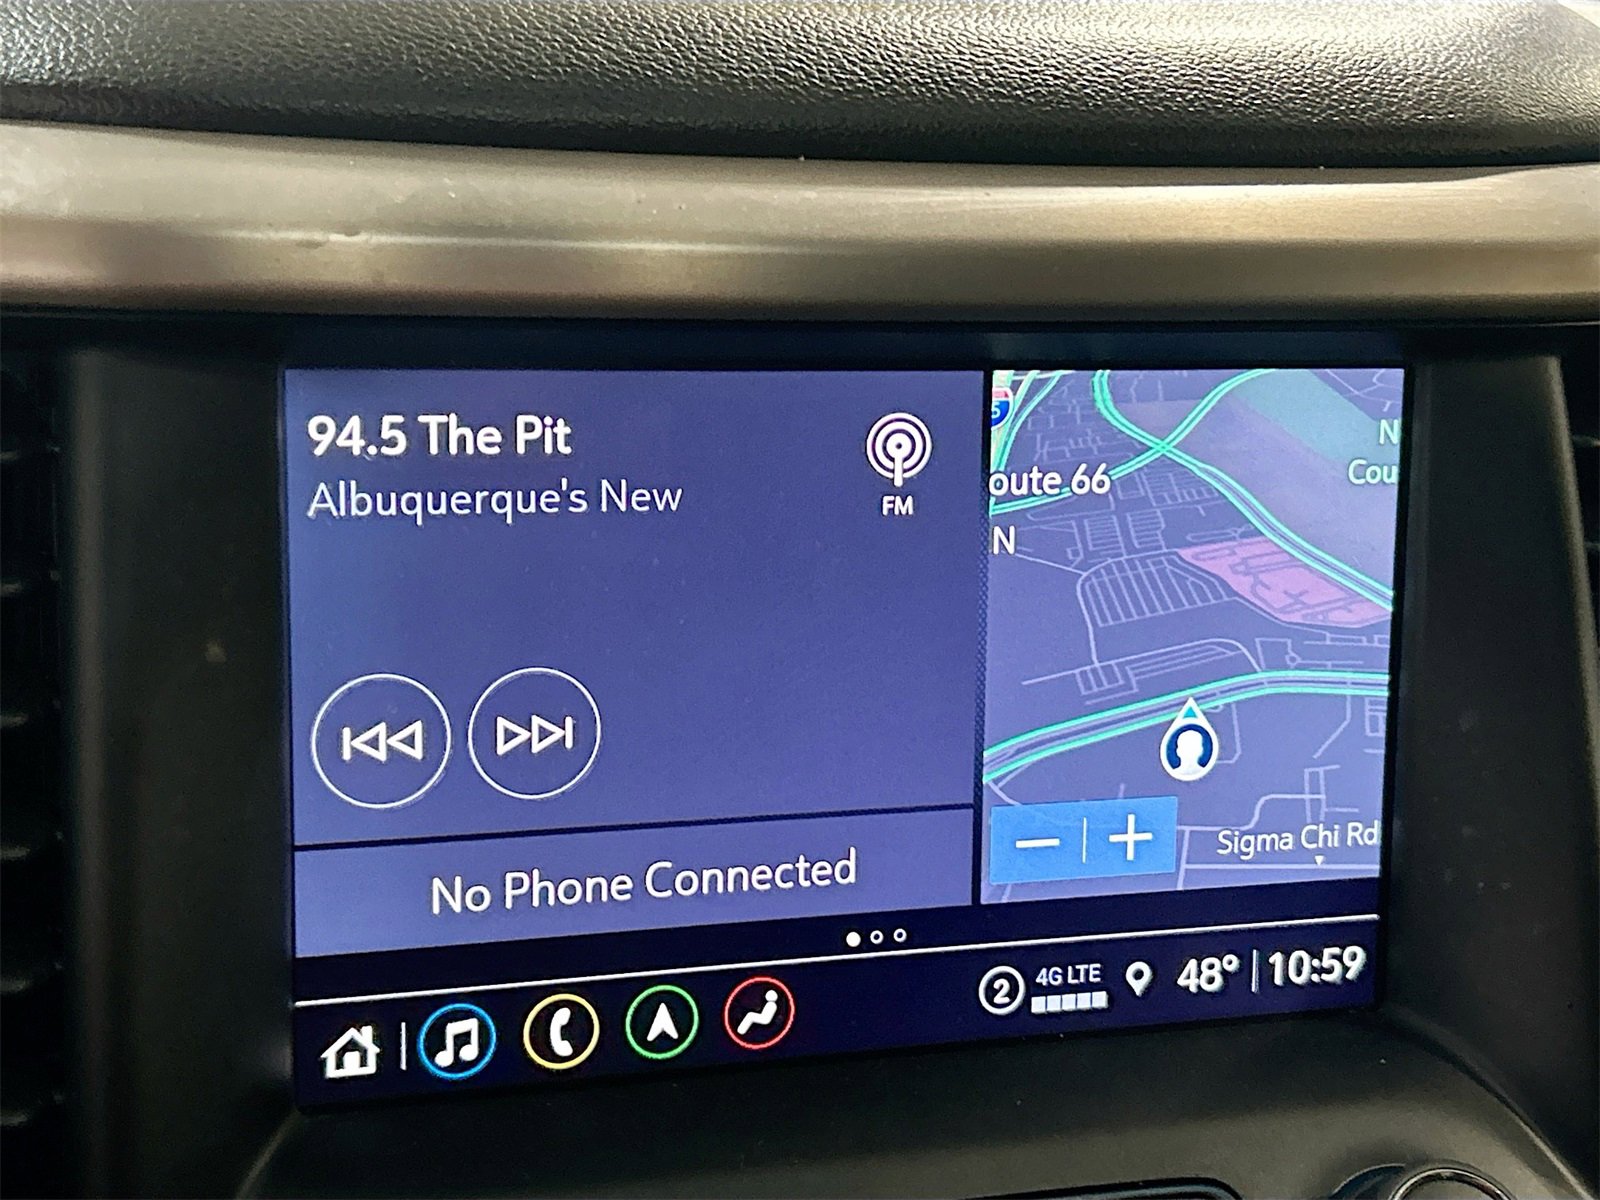 94.5 The Pit
Albuquerque's New
FM
No Phone Connected
5
oute 66
N
N
Cou
Sigma Chi Rd
2
4G LTE
48° 10:59